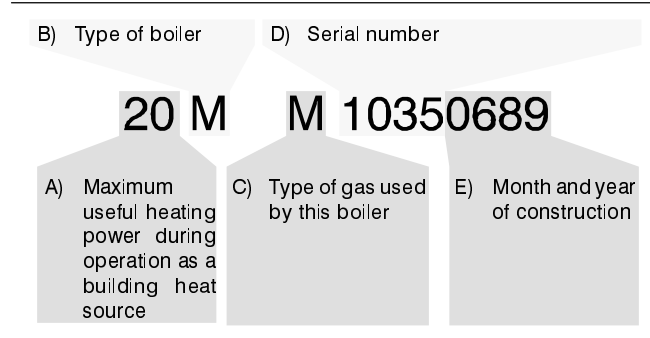 B) Type of boiler
D) Serial number
20 M M 10350689
A) Maximum
useful heating
power during
operation as a
building heat
source
C) Type of gas used
by this boiler
E) Month and year
of construction